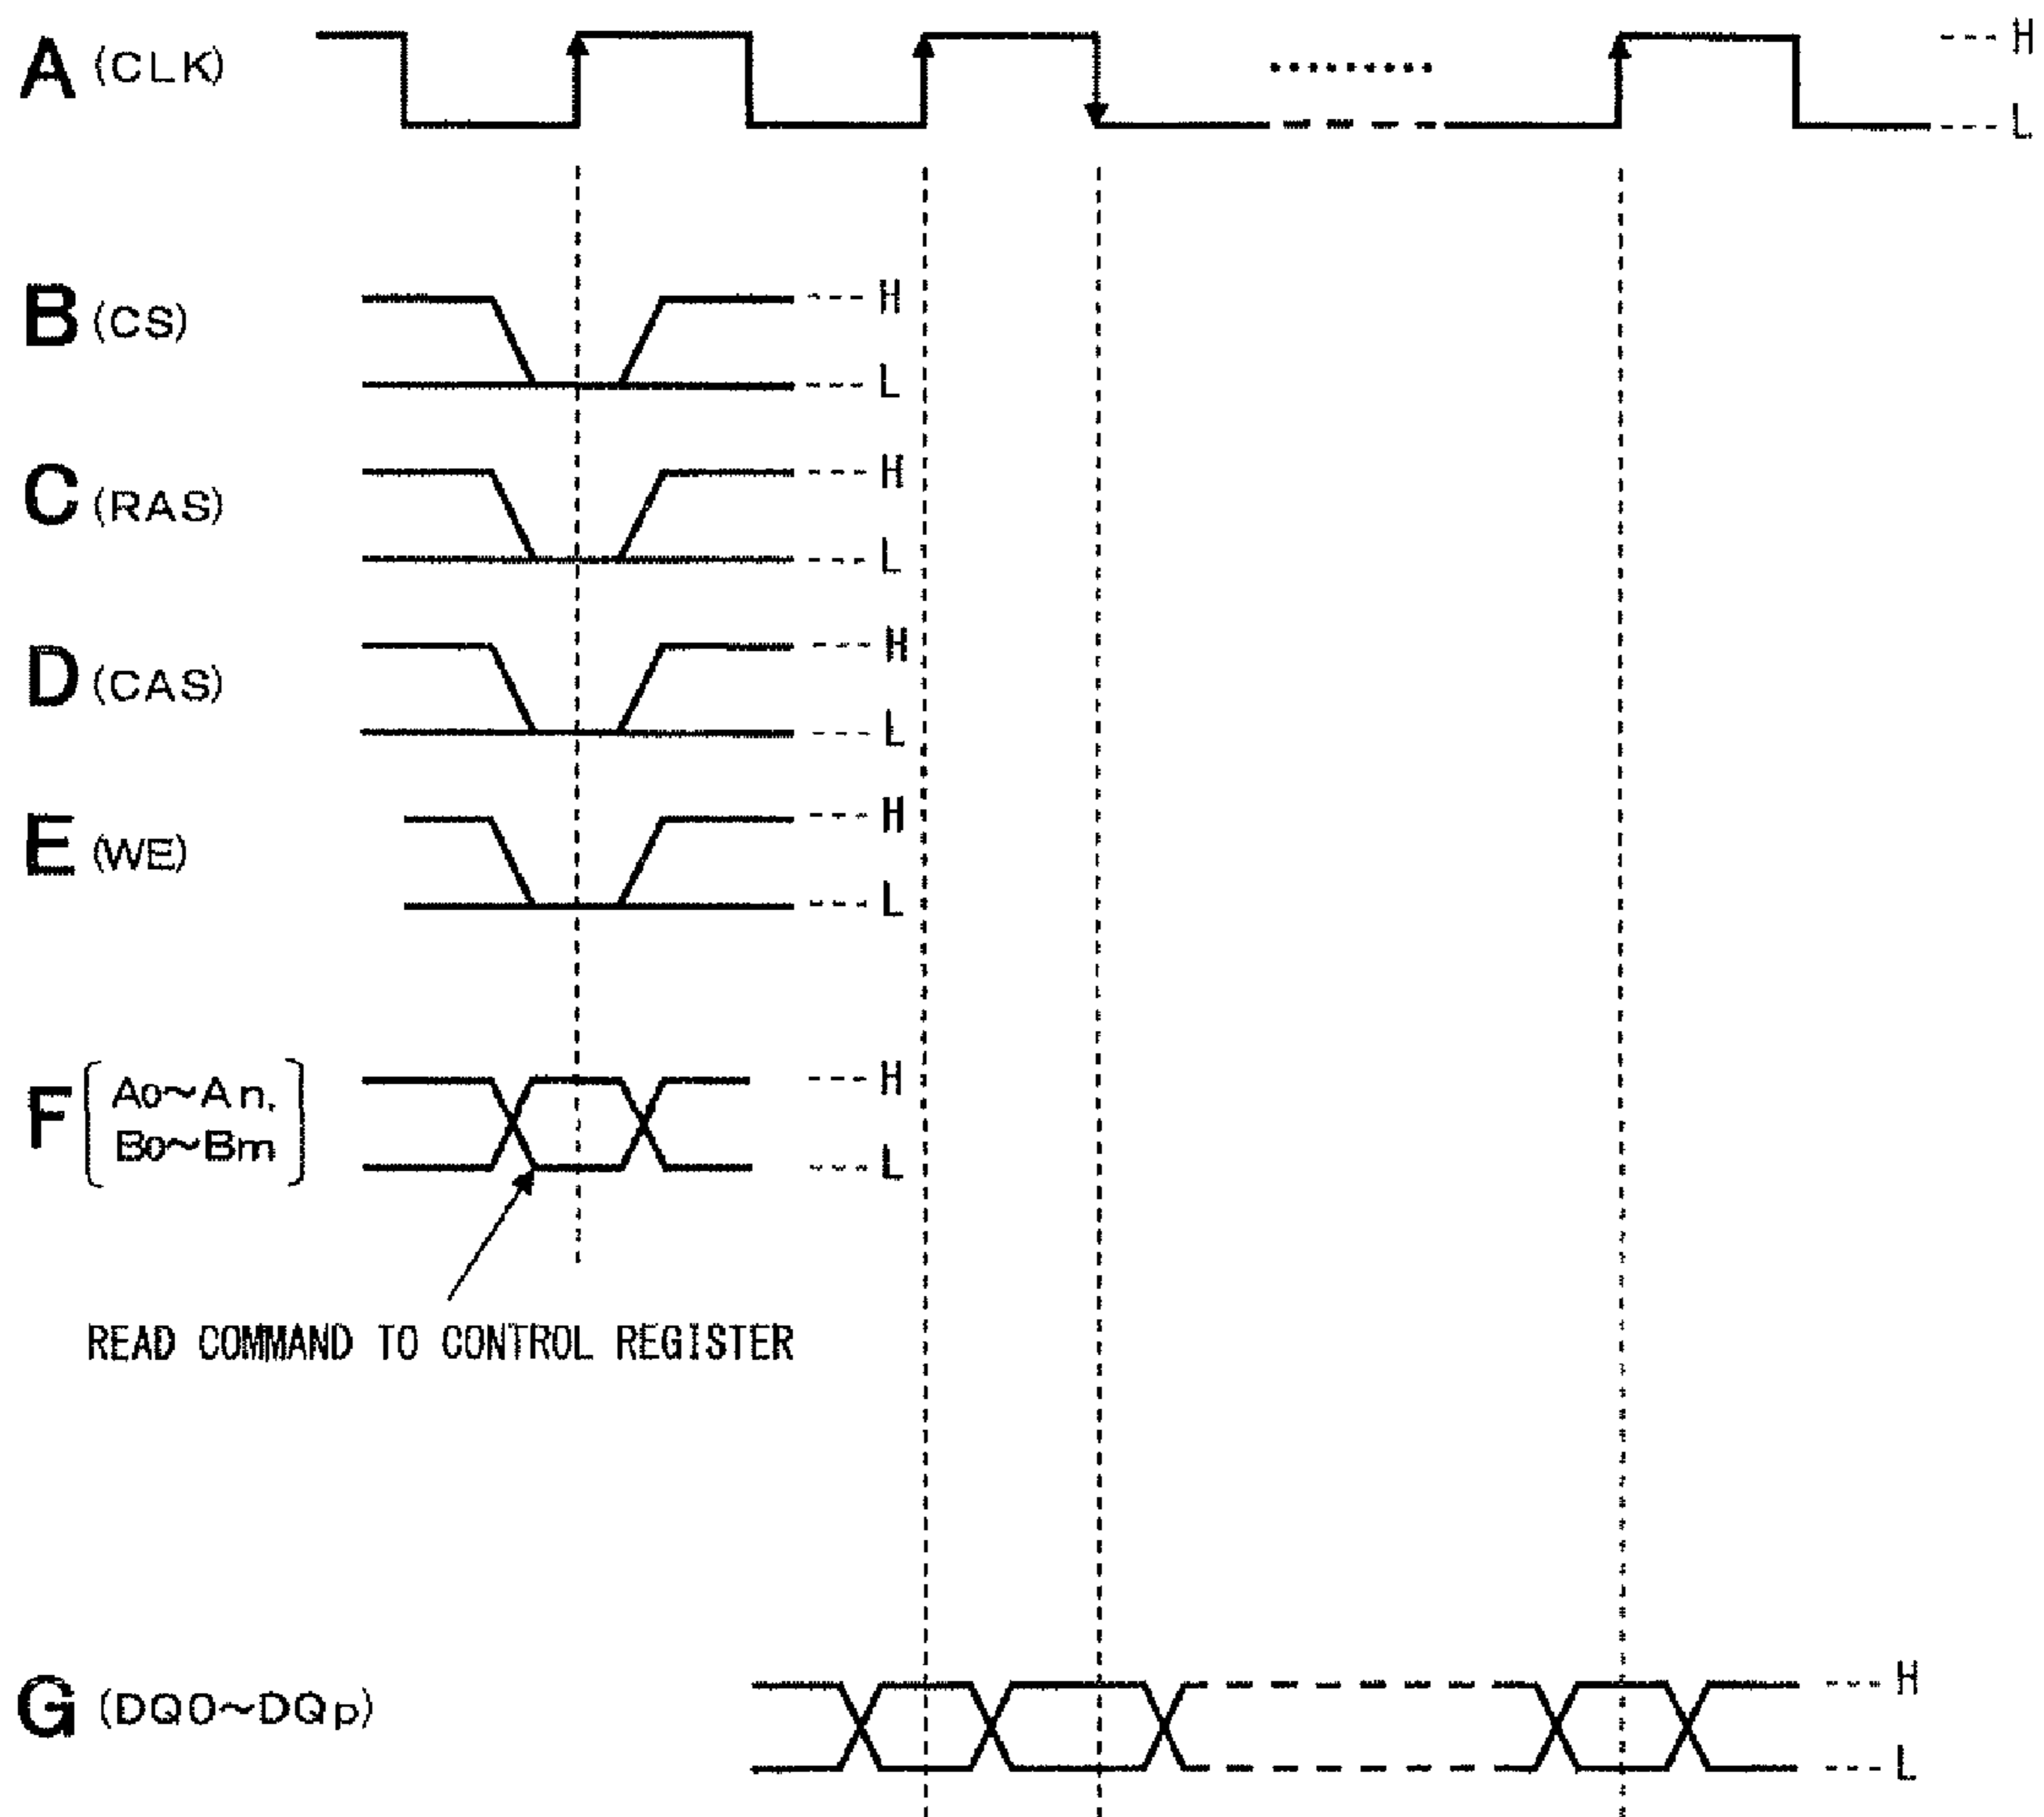 A (CLK)
H
L
B (CS)
H
L
C (RAS)
H
L
D (CAS)
H
L
E (WE)
H
L
F [ A0~An,
B0~Bm ]
H
L
READ COMMAND TO CONTROL REGISTER
G (DQ0~DQp)
H
L